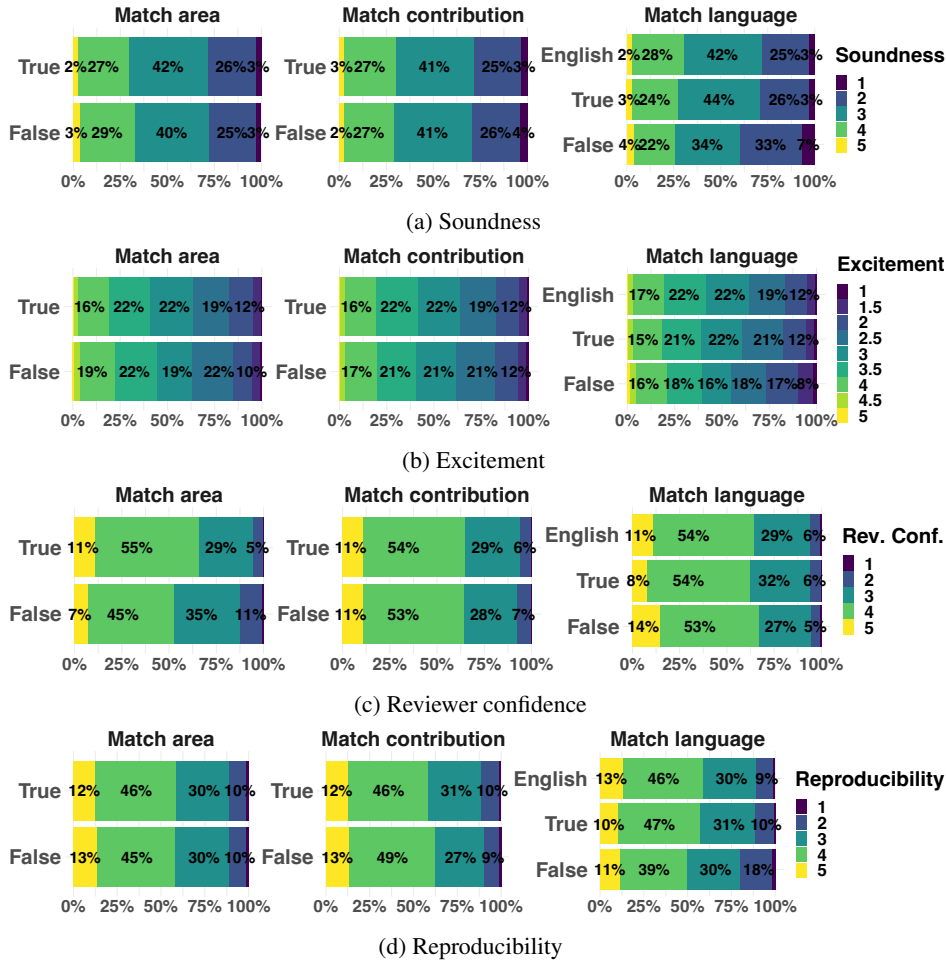 Match area Match contribution Match language
True 2% 27% 42% 26% 3%
False 3% 29% 40% 25% 3%
0% 25% 50% 75% 100%
True 3% 27% 41% 25% 3%
False 2% 27% 41% 26% 4%
0% 25% 50% 75% 100%
English 2% 28% 42% 25% 3%
True 3% 24% 44% 26% 3%
False 4% 22% 34% 33% 7%
0% 25% 50% 75% 100%
Soundness
1
2
3
4
5
(a) Soundness
Match area Match contribution Match language
True 16% 22% 22% 19% 12%
False 19% 22% 19% 22% 10%
0% 25% 50% 75% 100%
True 16% 22% 22% 19% 12%
False 17% 21% 21% 21% 12%
0% 25% 50% 75% 100%
English 17% 22% 22% 19% 12%
True 15% 21% 22% 21% 12%
False 16% 18% 16% 18% 17% 8%
0% 25% 50% 75% 100%
Excitement
1
1.5
2
2.5
3
3.5
4
4.5
5
(b) Excitement
Match area Match contribution Match language
True 11% 55% 29% 5%
False 7% 45% 35% 11%
0% 25% 50% 75% 100%
True 11% 54% 29% 6%
False 11% 53% 28% 7%
0% 25% 50% 75% 100%
English 11% 54% 29% 6%
True 8% 54% 32% 6%
False 14% 53% 27% 5%
0% 25% 50% 75% 100%
Rev. Conf.
1
2
3
4
5
(c) Reviewer confidence
Match area Match contribution Match language
True 12% 46% 30% 10%
False 13% 45% 30% 10%
0% 25% 50% 75% 100%
True 12% 46% 31% 10%
False 13% 49% 27% 9%
0% 25% 50% 75% 100%
English 13% 46% 30% 9%
True 10% 47% 31% 10%
False 11% 39% 30% 18%
0% 25% 50% 75% 100%
Reproducibility
1
2
3
4
5
(d) Reproducibility